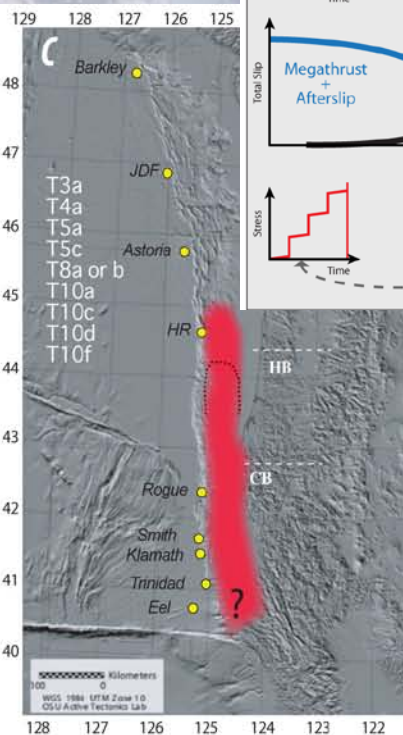 129 128 127 126 125
C
Barkley
48
47
JDF
T3a
T4a
T5a
T5c
T8a or b
T10a
T10c
T10d
T10f
46
Astoria
45
HR
44
HB
43
CB
Rogue
42
Smith
Klamath
41
Trinidad
Eel
?
40
Kilometers
100 0
WGS 1984 UTM Zone 10
OSU Active Tectonics Lab
128 127 126 125 124 123 122
Time
Total Slip
Megathrust
+
Afterslip
Stress
Time